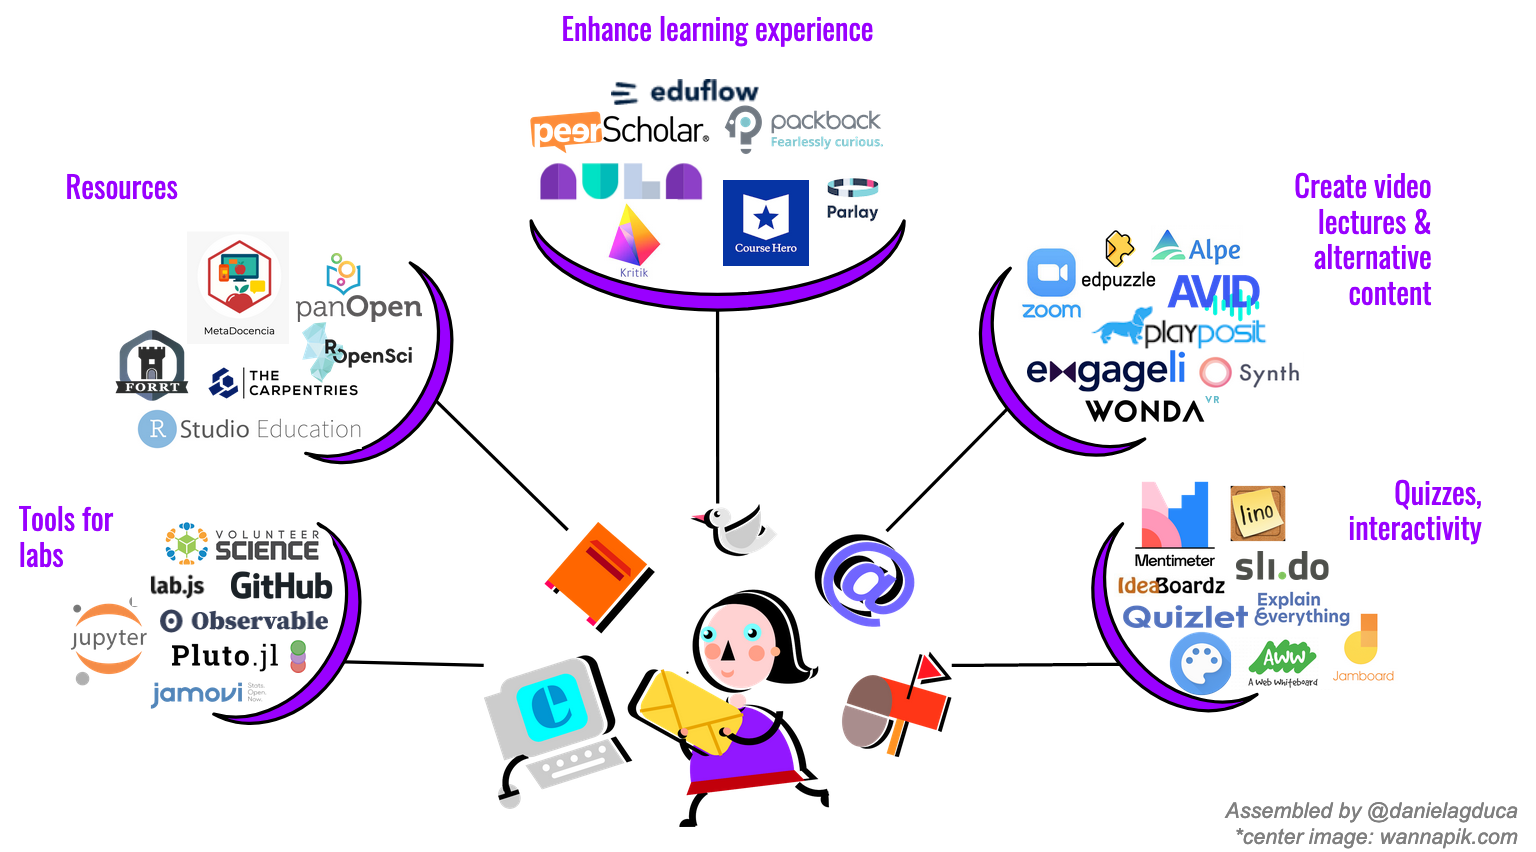 Enhance learning experience
eduflow
peerScholar®
packback
Fearlessly curious.
AULA
Course Hero
Parlay
Kritik
Resources
MetaDocencia
panOpen
FORRT
ROpenSci
THE
CARPENTRIES
R Studio Education
Create video
lectures &
alternative
content
zoom
edpuzzle
Alpe
AVID
playposit
engageli
Synth
WONDA VR
Tools for
labs
VOLUNTEER
SCIENCE
lab.js
GitHub
jupyter
Observable
Pluto.jl
jamovi
Stats.
Open.
Now.
Quizzes,
interactivity
Mentimeter
lino
sli.do
IdeaBoardz
Quizlet
Explain
Everything
AWW
A Web Whiteboard
Jamboard
e
@
Assembled by @danielagduca
*center image: wannapik.com